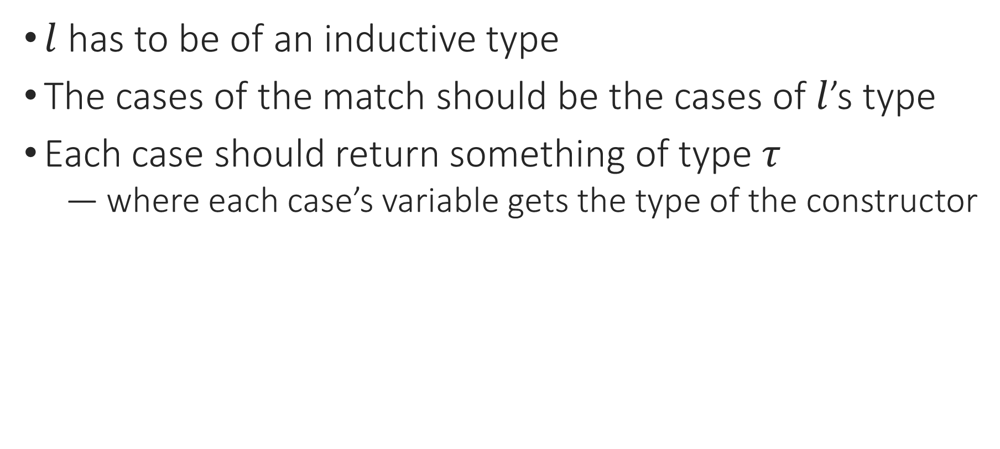 • 𝑙 has to be of an inductive type
• The cases of the match should be the cases of 𝑙’s type
• Each case should return something of type 𝜏
— where each case’s variable gets the type of the constructor